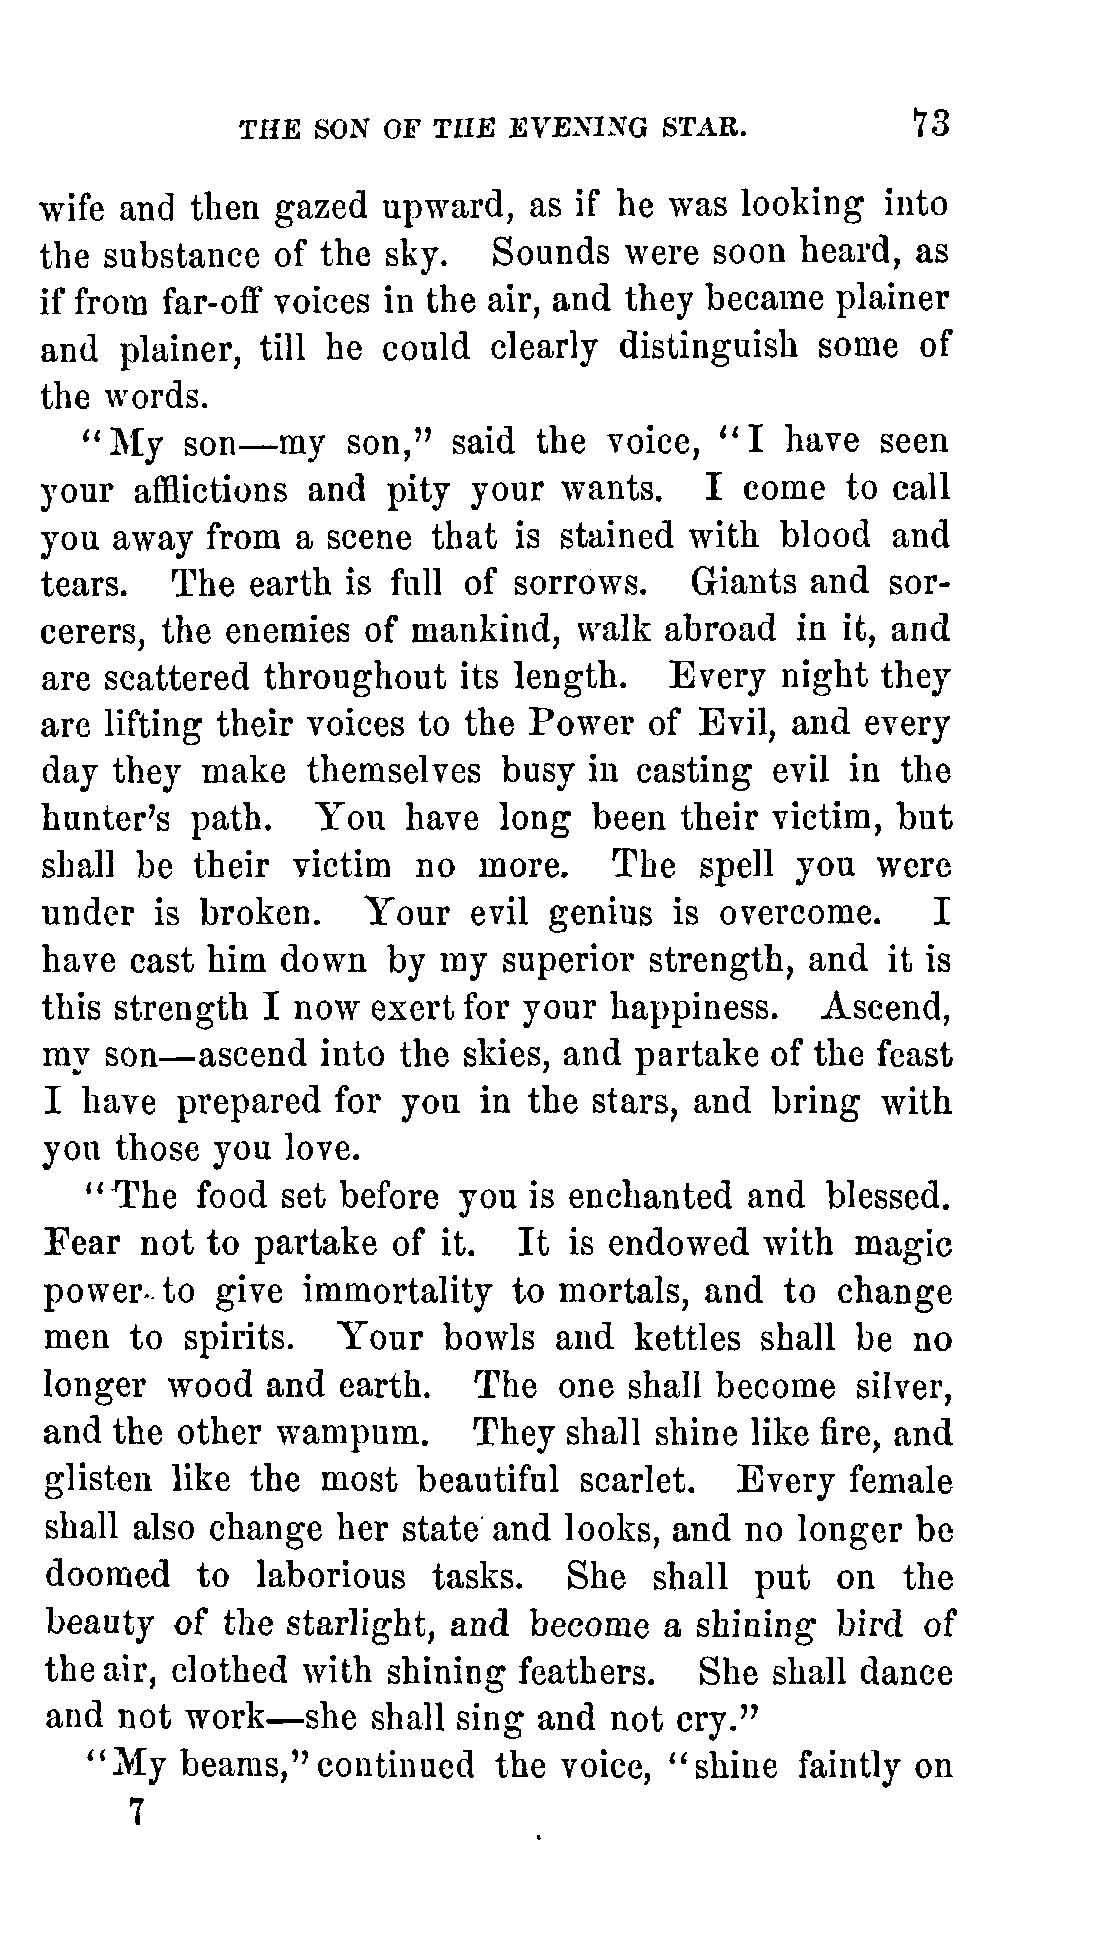 THE SON OF THE EVENING STAR. 73
wife and then gazed upward, as if he was looking into
the substance of the sky. Sounds were soon heard, as
if from far-off voices in the air, and they became plainer
and plainer, till he could clearly distinguish some of
the words.
"My son—my son," said the voice, "I have seen
your afflictions and pity your wants. I come to call
you away from a scene that is stained with blood and
tears. The earth is full of sorrows. Giants and sor-
cerers, the enemies of mankind, walk abroad in it, and
are scattered throughout its length. Every night they
are lifting their voices to the Power of Evil, and every
day they make themselves busy in casting evil in the
hunter's path. You have long been their victim, but
shall be their victim no more. The spell you were
under is broken. Your evil genius is overcome. I
have cast him down by my superior strength, and it is
this strength I now exert for your happiness. Ascend,
my son—ascend into the skies, and partake of the feast
I have prepared for you in the stars, and bring with
you those you love.
"The food set before you is enchanted and blessed.
Fear not to partake of it. It is endowed with magic
power to give immortality to mortals, and to change
men to spirits. Your bowls and kettles shall be no
longer wood and earth. The one shall become silver,
and the other wampum. They shall shine like fire, and
glisten like the most beautiful scarlet. Every female
shall also change her state and looks, and no longer be
doomed to laborious tasks. She shall put on the
beauty of the starlight, and become a shining bird of
the air, clothed with shining feathers. She shall dance
and not work—she shall sing and not cry."
"My beams," continued the voice, "shine faintly on
7